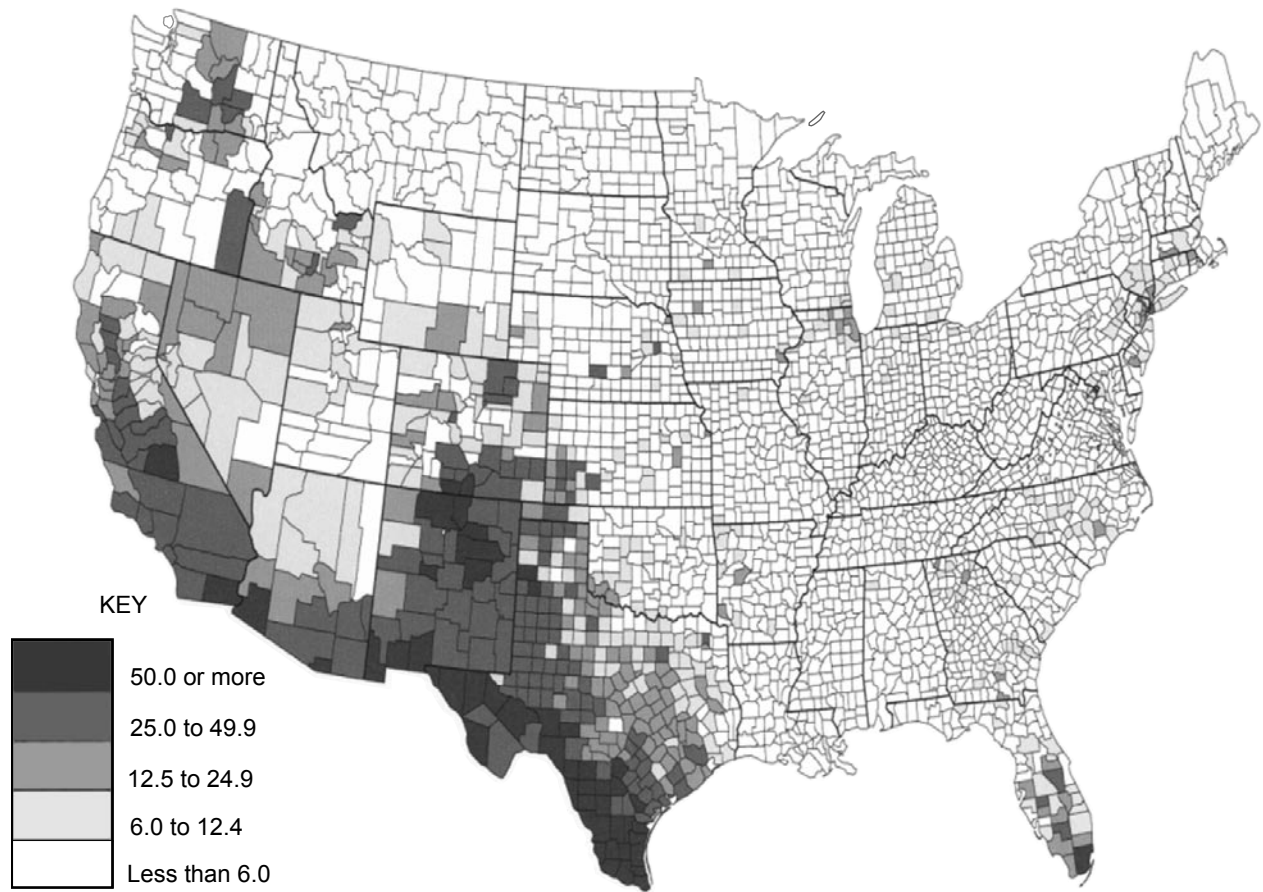 KEY
50.0 or more
25.0 to 49.9
12.5 to 24.9
6.0 to 12.4
Less than 6.0